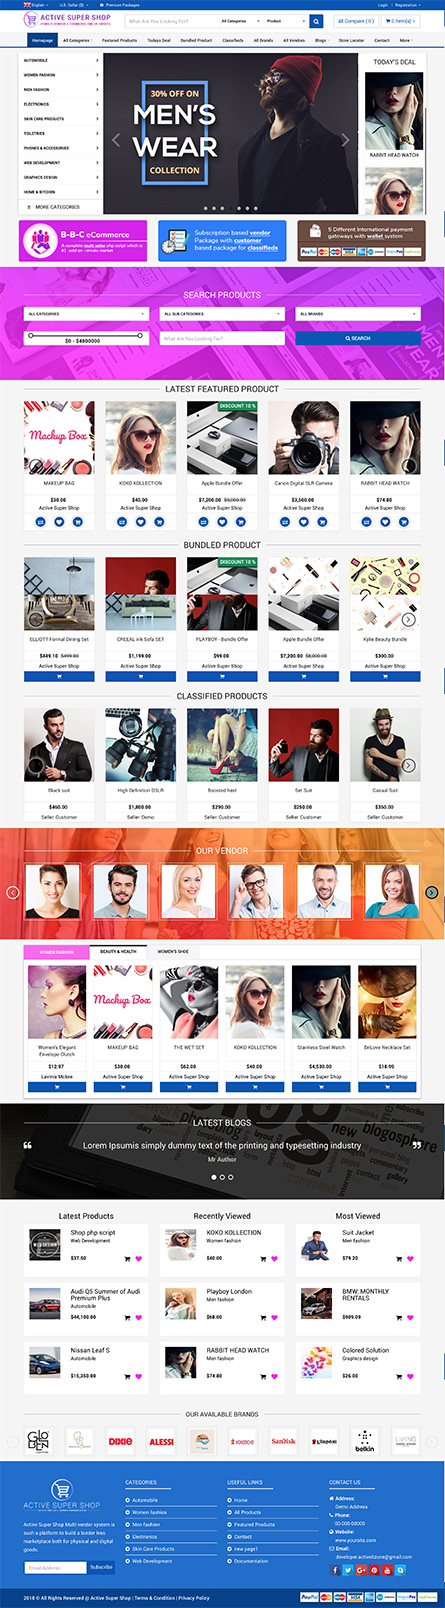 English
U.S. Dollar ($)
Premium Packages
Login
Registration
ACTIVE SUPER SHOP
All Categories
Product
What Are You Looking For?
Compare ( 0 )
0 Item(s)
Homepage
All Categories
Featured Products
Todays Deal
Bundled Product
Classifieds
All Brands
All Vendors
Blogs
Store Locator
Contact
More
AUTOMOBILE
WOMEN FASHION
MEN FASHION
ELECTRONICS
SKIN CARE PRODUCTS
TOILETRIES
PHONES & ACCESSORIES
WEB DEVELOPMENT
GRAPHICS DESIGN
HOME & KITCHEN
MORE CATEGORIES
30% OFF ON
MEN'S
WEAR
COLLECTION
TODAY'S DEAL
RABBIT HEAD WATCH
B-B-C eCommerce
A complete multi seller php script which is
#1 sold on envato market
Subscription based vendor
Package with customer
based package for classifieds
5 Different International payment
gateways with wallet system
SEARCH PRODUCTS
ALL CATEGORIES
ALL SUB CATEGORIES
ALL BRANDS
$0 - $4800000
What Are You Looking For?
SEARCH
LATEST FEATURED PRODUCT
DISCOUNT 10 %
Mackup Box
MAKEUP BAG
KOKO KOLLECTION
Apple Bundle Offer
Canon Digital SLR Camera
RABBIT HEAD WATCH
$30.00
$40.00
$7,200.00 $8,000.00
$3,500.00
$74.80
Active Super Shop
Active Super Shop
Active Super Shop
Active Super Shop
Active Super Shop
BUNDLED PRODUCT
DISCOUNT 10 %
ELLIOTT Formal Dining Set
CREEAL ink Sofa SET
PLAYBOY - Bundle Offer
Apple Bundle Offer
Kylie Beauty Bundle
$449.10 $499.00
$1,199.00
$99.00
$7,200.00 $8,000.00
$300.00
Active Super Shop
Active Super Shop
Active Super Shop
Active Super Shop
Active Super Shop
CLASSIFIED PRODUCTS
Black suit
High Definition DSLR
Boosted heel
Set Suit
Casual Suit
$460.00
$1,800.00
$290.00
$250.00
$350.00
Seller: Customer
Seller: Demo
Seller: Customer
Seller: Customer
Seller: Customer
OUR VENDOR
WOMEN FASHION
BEAUTY & HEALTH
WOMEN'S SHOE
Mackup Box
Women's Elegant
Envelope Clutch
MAKEUP BAG
THE WET SET
KOKO KOLLECTION
Stainless Steel Watch
BnLove Necklace Set
$12.97
$30.00
$62.00
$40.00
$4,530.00
$18.99
Lavinia Mckee
Active Super Shop
Active Super Shop
Active Super Shop
Active Super Shop
Active Super Shop
LATEST BLOGS
Lorem Ipsumis simply dummy text of the printing and typesetting industry
Mr Author
Latest Products
Recently Viewed
Most Viewed
Shop php script
Web Development
$37.50
KOKO KOLLECTION
Women fashion
$40.00
Suit Jacket
Men fashion
$79.20
Audi Q5 Summer of Audi
Premium Plus
Automobile
$44,100.00
Playboy London
Men fashion
$68.00
BMW: MONTHLY
RENTALS
$909.09
Nissan Leaf S
Automobile
$15,350.00
RABBIT HEAD WATCH
Men fashion
$74.80
Colored Solution
Graphics design
$26.00
OUR AVAILABLE BRANDS
GLO
DEN
DIXIE
ALESSI
SanDisk
Kingston
belkin
LIVING
ACTIVE SUPER SHOP
Active Super Shop Multi vendor system is
such a platform to build a border less
marketplace both for physical and digital
goods.
Email Address
Subscribe
CATEGORIES
Automobile
Women fashion
Men fashion
Electronics
Skin Care Products
Web Development
USEFUL LINKS
Home
All Products
Featured Products
Contact
new page1
Documentation
CONTACT US
Address:
Demo Address
Phone:
00-000-00000
Website:
www.yoursite.com
Email:
developer.activeitzone@gmail.com
2018 © All Rights Reserved @ Active Super Shop | Terms & Condition | Privacy Policy